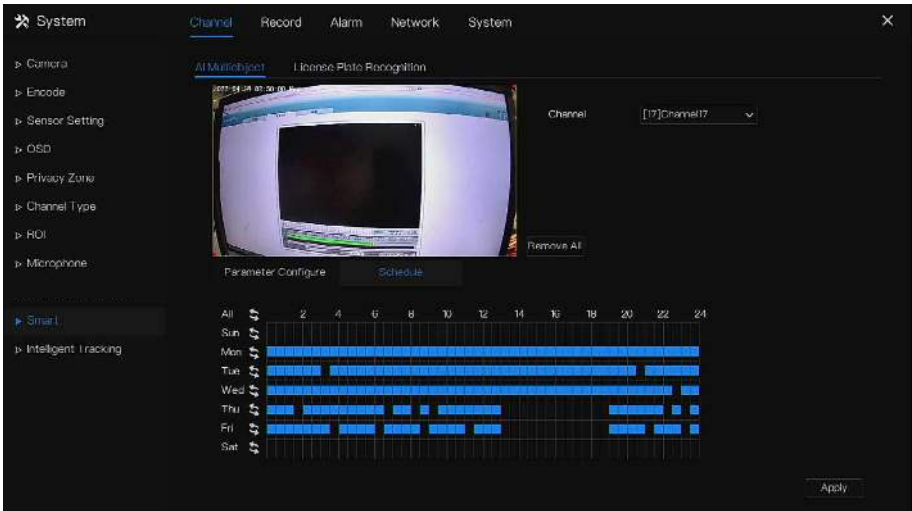 System Channel Record Alarm Network System
Camera
Encode
Sensor Setting
OSD
Privacy Zone
Channel Type
ROI
Microphone
Smart
Intelligent Tracking
AI Multiobject License Plate Recognition
Channel [17]Channel17
Remove All
Parameter Configure Schedule
All 2 4 6 8 10 12 14 16 18 20 22 24
Sun
Mon
Tue
Wed
Thu
Fri
Sat
Apply